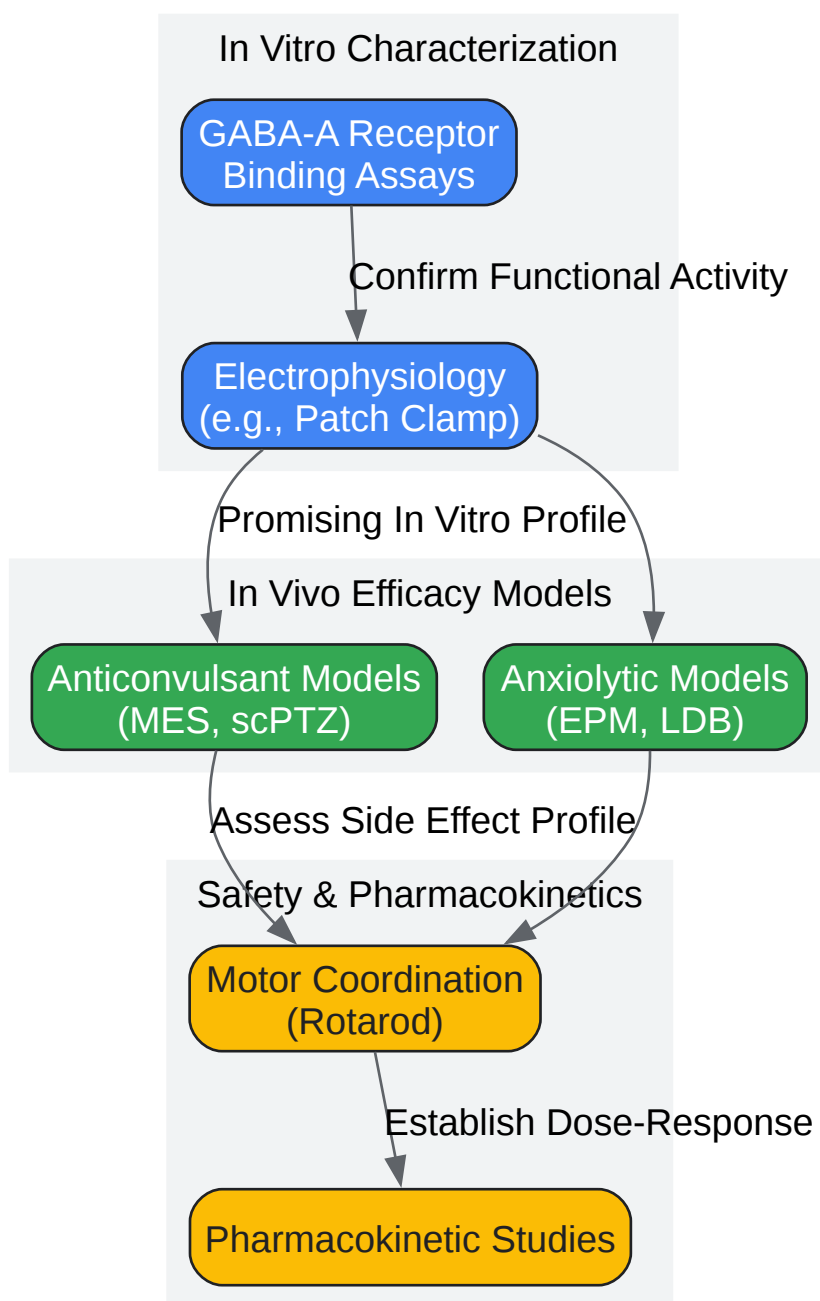 In Vitro Characterization
GABA-A Receptor
Binding Assays
Confirm Functional Activity
Electrophysiology
(e.g., Patch Clamp)
Promising In Vitro Profile
In Vivo Efficacy Models
Anticonvulsant Models
(MES, scPTZ)
Anxiolytic Models
(EPM, LDB)
Assess Side Effect Profile
Safety & Pharmacokinetics
Motor Coordination
(Rotarod)
Establish Dose-Response
Pharmacokinetic Studies